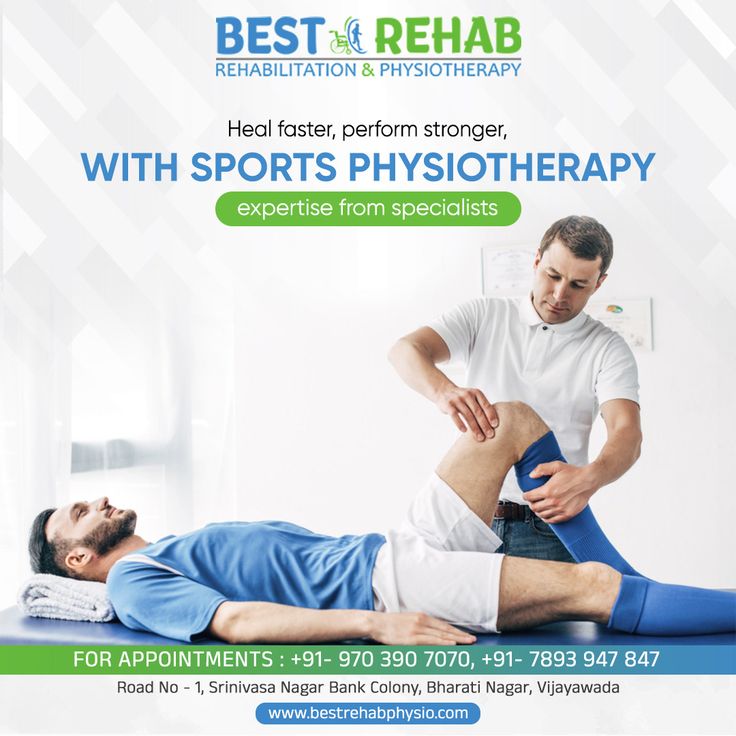 BEST REHAB
REHABILITATION & PHYSIOTHERAPY
Heal faster, perform stronger,
WITH SPORTS PHYSIOTHERAPY
expertise from specialists
FOR APPOINTMENTS : +91- 970 390 7070, +91- 7893 947 847
Road No - 1, Srinivasa Nagar Bank Colony, Bharati Nagar, Vijayawada
www.bestrehabphysio.com